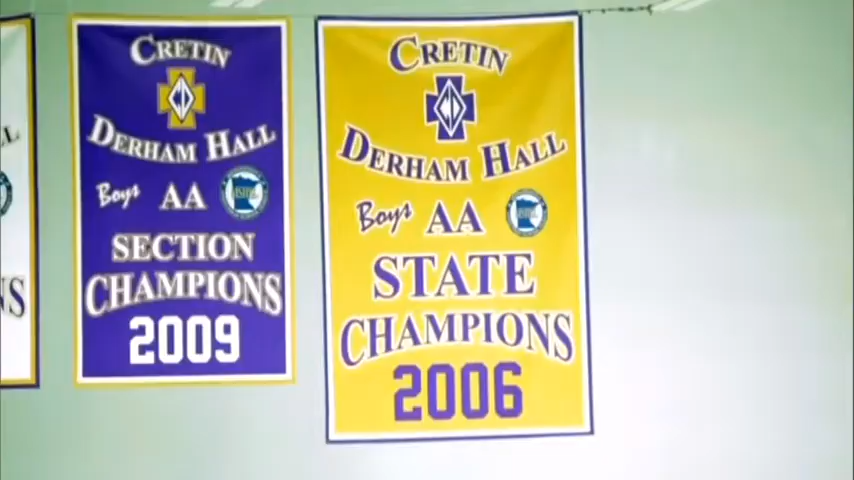 CRETIN
DERHAM HALL
Boys AA
SECTION
CHAMPIONS
2009
CRETIN
DERHAM HALL
Boys AA
STATE
CHAMPIONS
2006